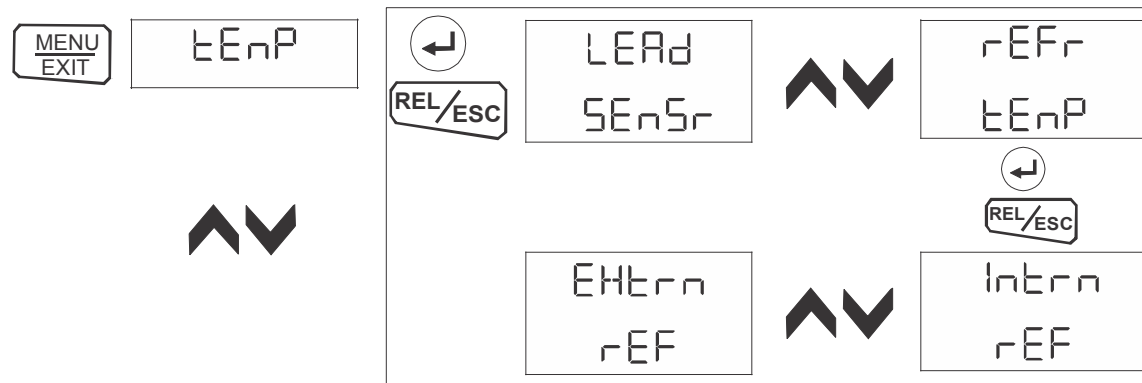 MENU
EXIT
tEnP
REL/ESC
LEAd
SEnSr
rEFr
tEnP
REL/ESC
EHtrn
rEF
Intrn
rEF